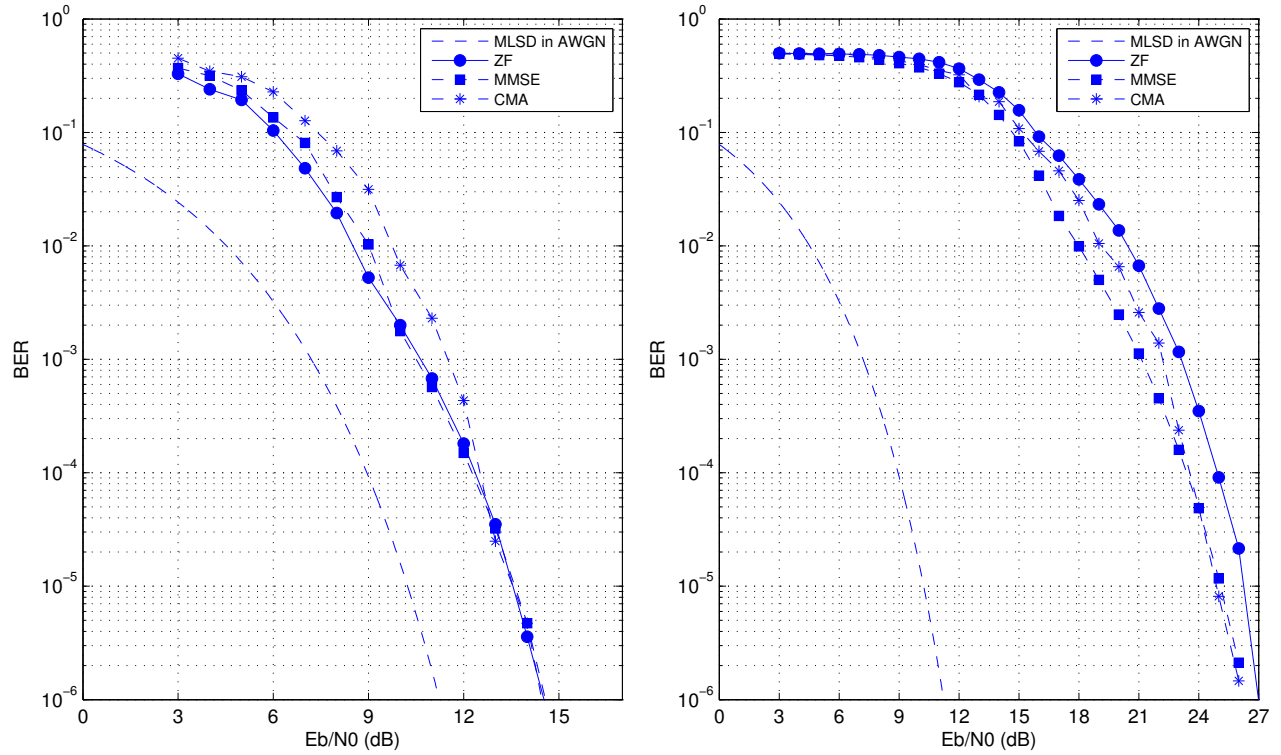 10^0
10^−1
10^−2
10^−3
10^−4
10^−5
10^−6
BER
0
3
6
9
12
15
Eb/N0 (dB)
MLSD in AWGN
ZF
MMSE
CMA
10^0
10^−1
10^−2
10^−3
10^−4
10^−5
10^−6
BER
0
3
6
9
12
15
18
21
24
27
Eb/N0 (dB)
MLSD in AWGN
ZF
MMSE
CMA